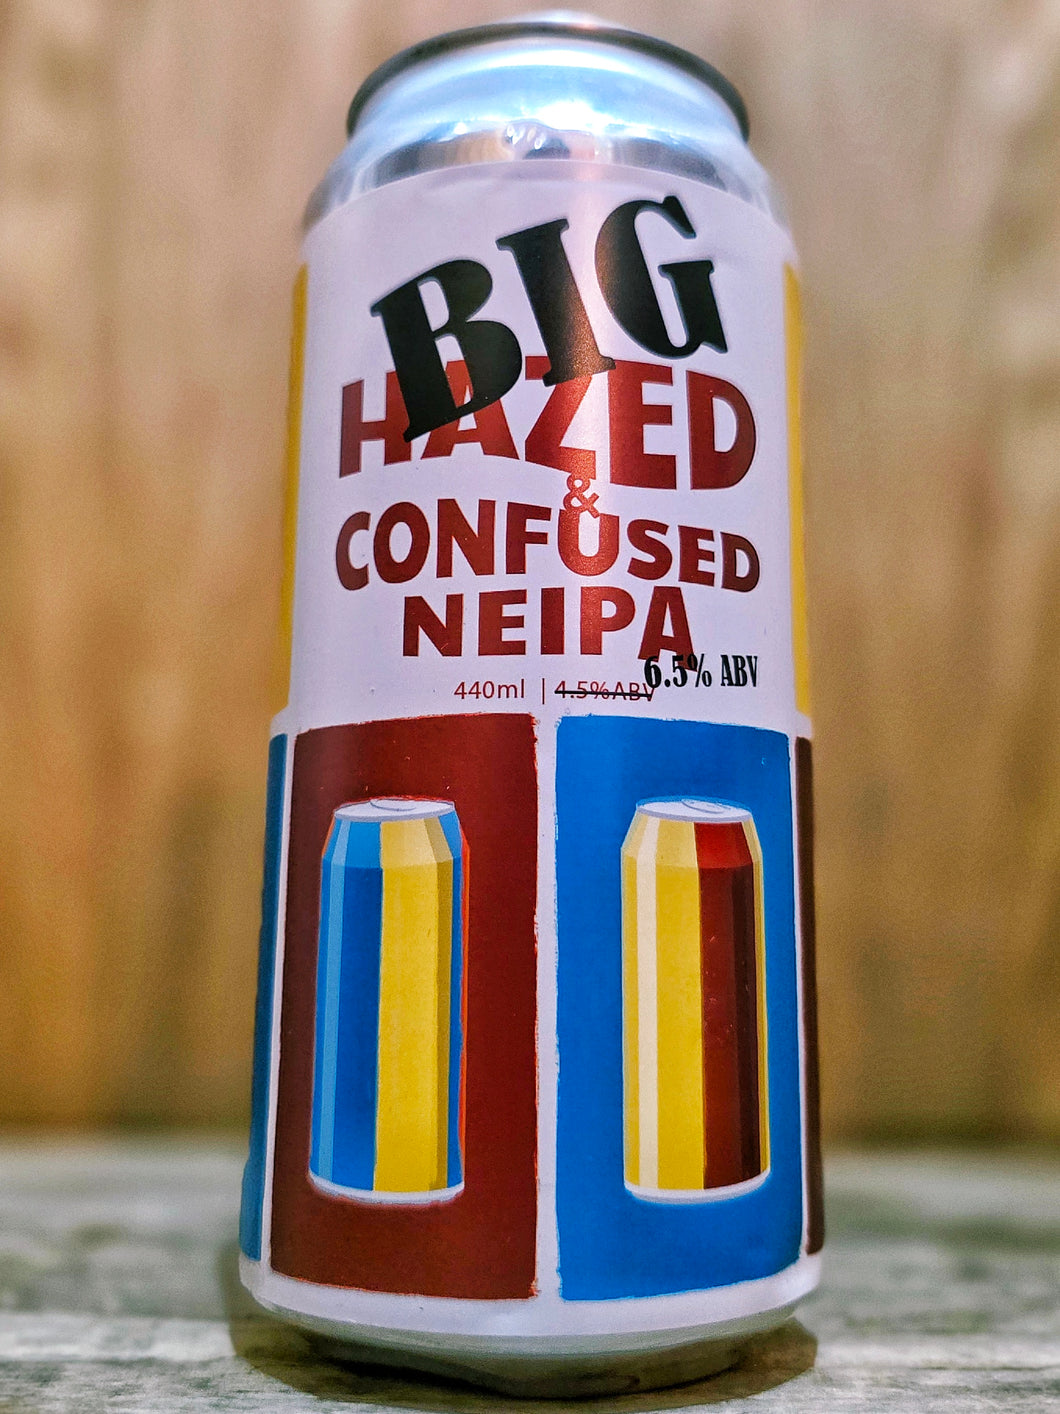 BIG
HAZED
&
CONFUSED
NEIPA
6.5% ABV
440ml | 4.5%ABV